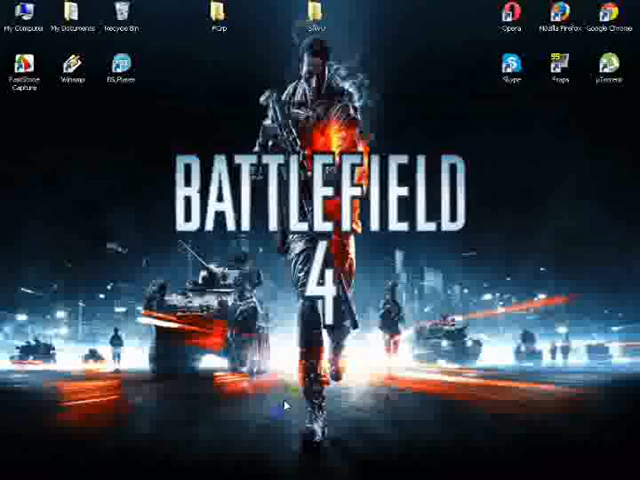 My Computer
My Documents
Recycle Bin
Opera
Mozilla Firefox
Google Chrome
FastStone
Capture
Winamp
BS.Player
Skype
Fraps
µTorrent
BATTLEFIELD
4